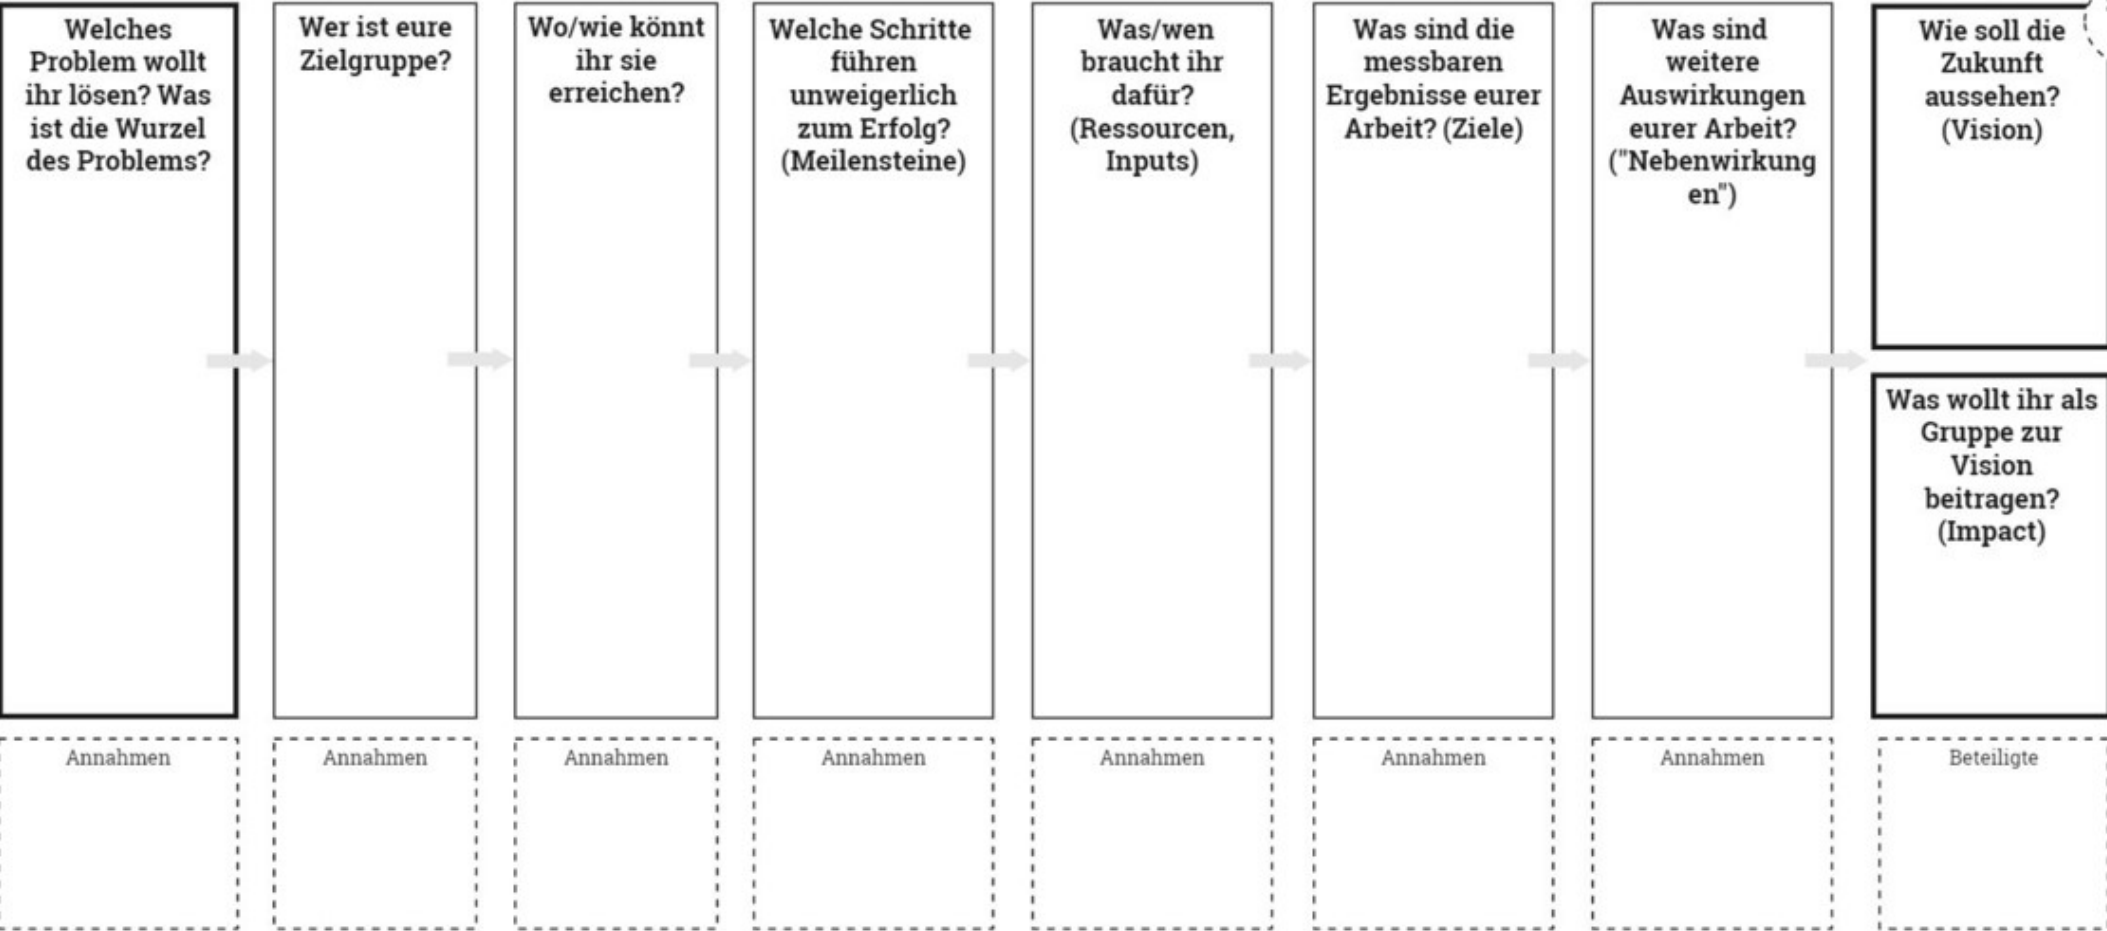 Welches
Problem wollt
ihr lösen? Was
ist die Wurzel
des Problems?
Wer ist eure
Zielgruppe?
Wo/wie könnt
ihr sie
erreichen?
Welche Schritte
führen
unweigerlich
zum Erfolg?
(Meilensteine)
Was/wen
braucht ihr
dafür?
(Ressourcen,
Inputs)
Was sind die
messbaren
Ergebnisse eurer
Arbeit? (Ziele)
Was sind
weitere
Auswirkungen
eurer Arbeit?
("Nebenwirkung
en")
Wie soll die
Zukunft
aussehen?
(Vision)
Was wollt ihr als
Gruppe zur
Vision
beitragen?
(Impact)
Annahmen
Annahmen
Annahmen
Annahmen
Annahmen
Annahmen
Annahmen
Beteiligte